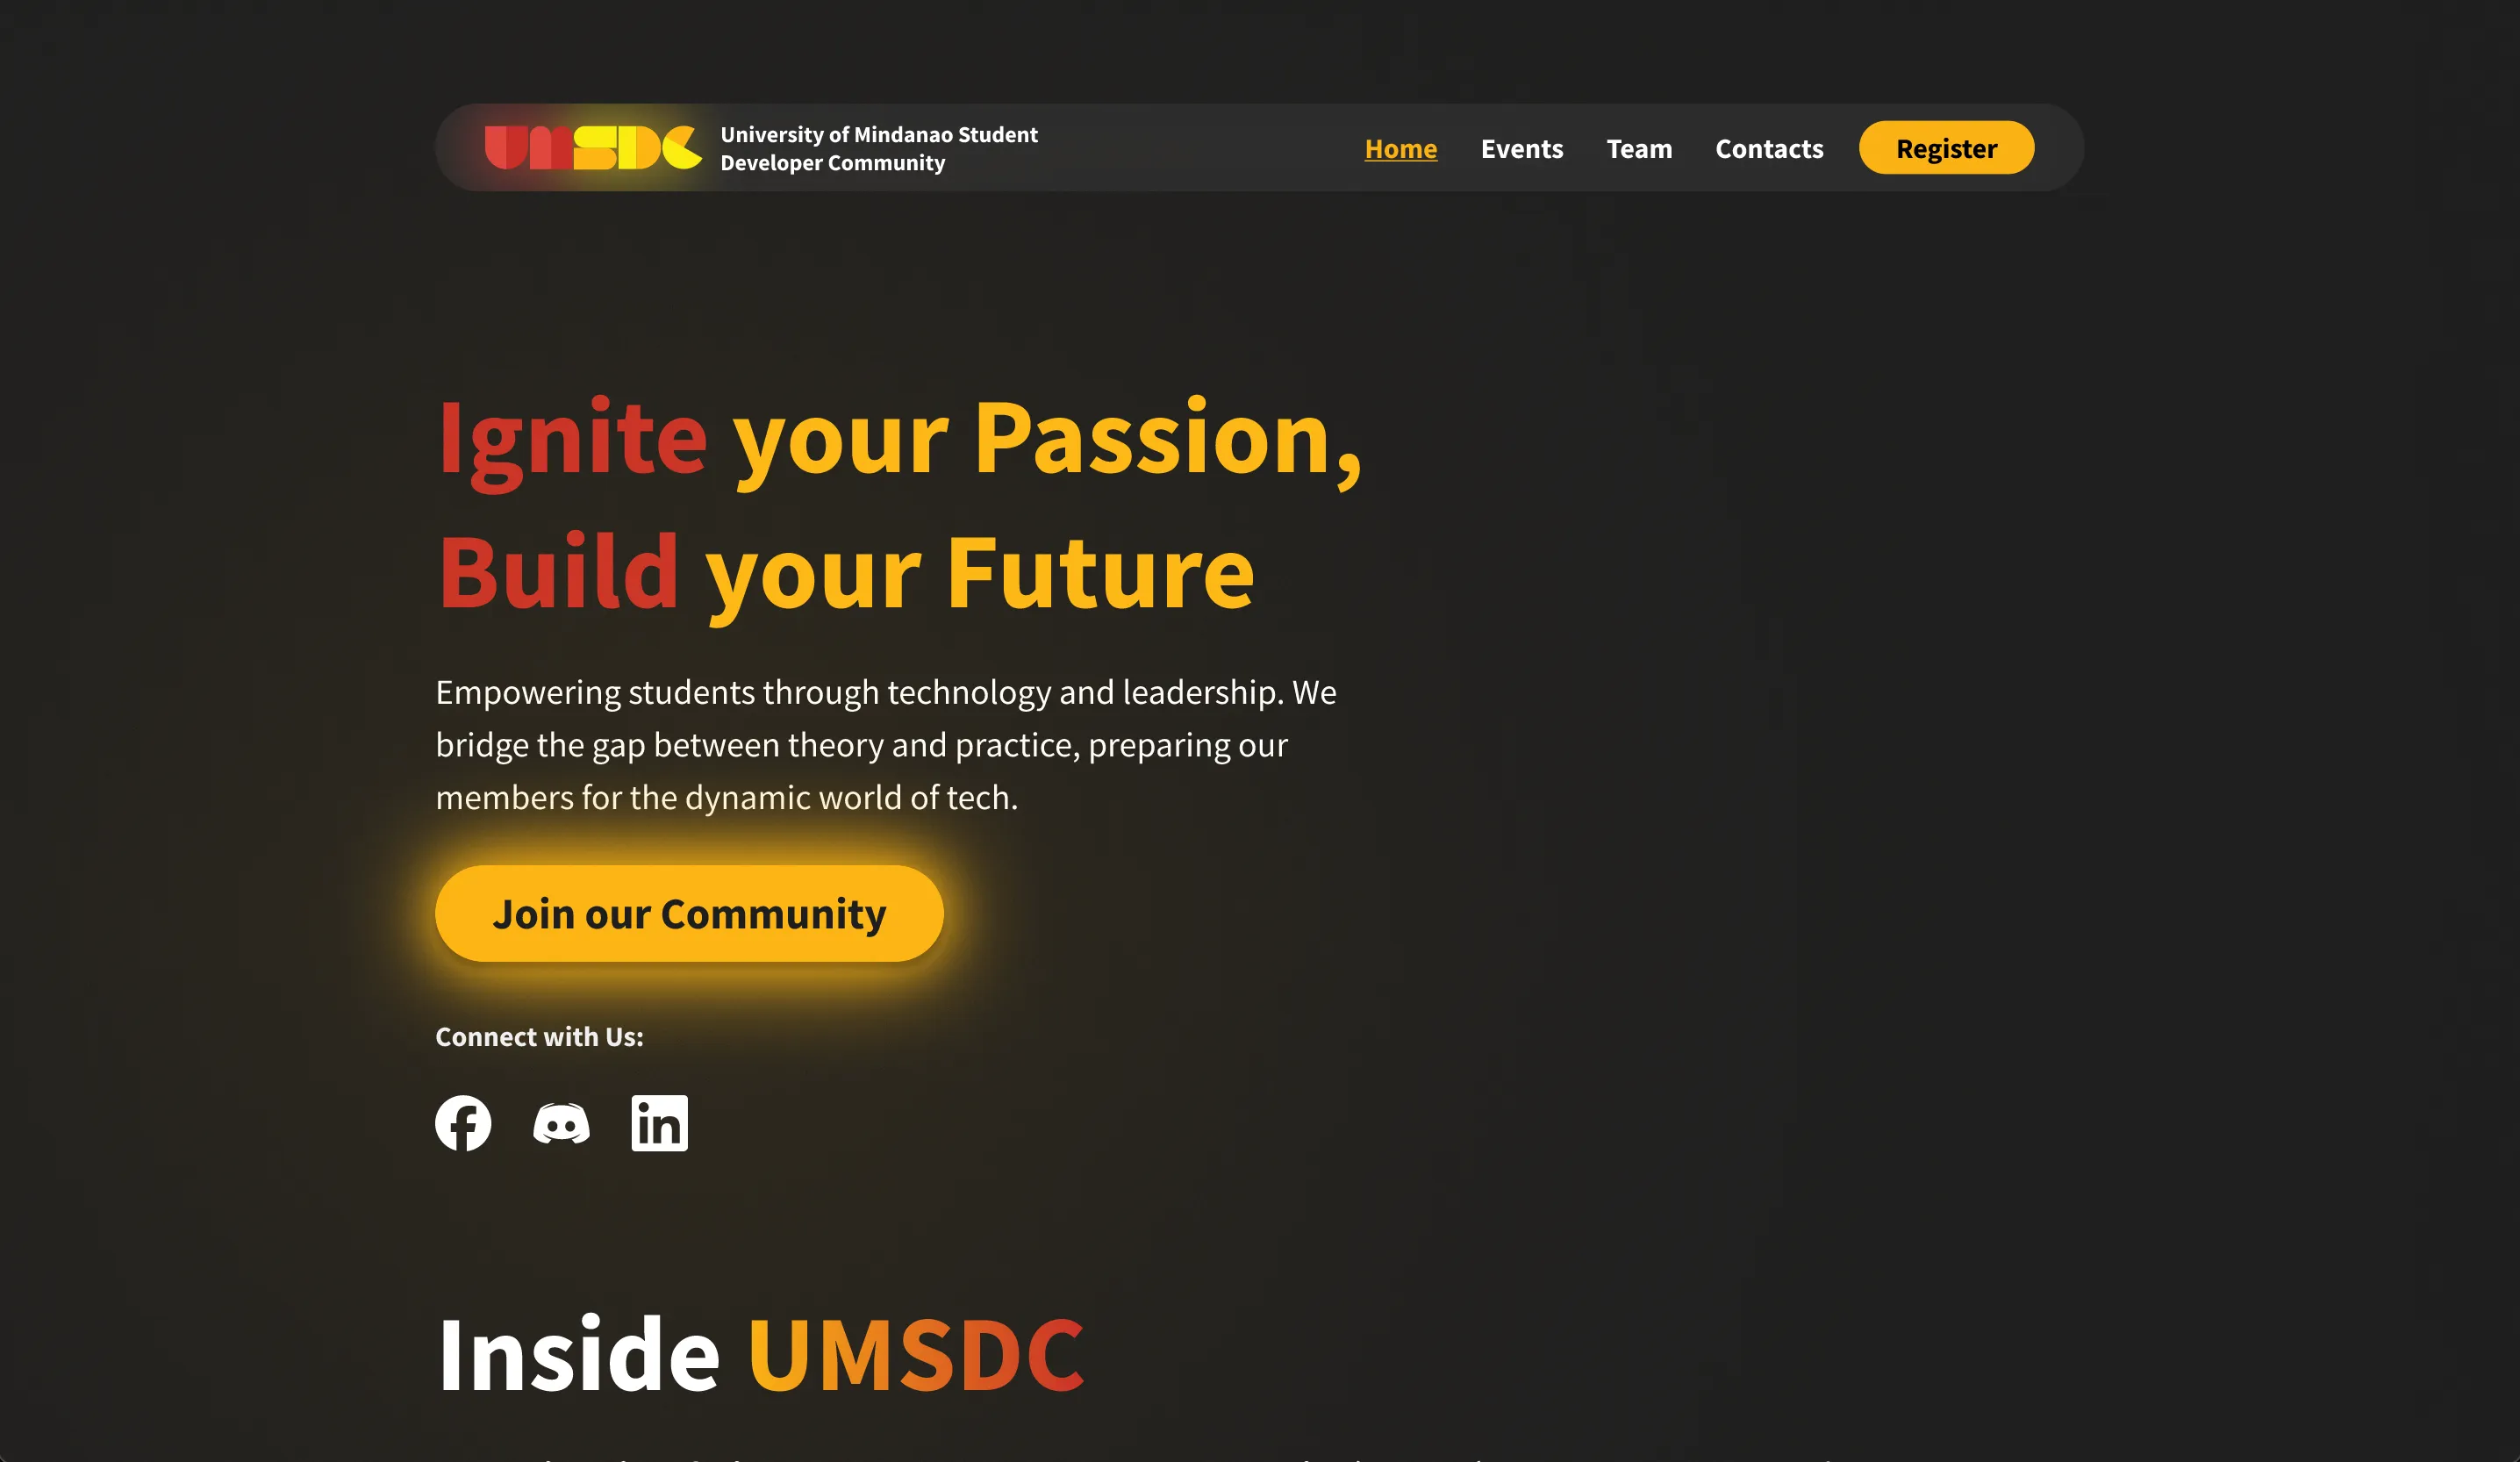 UMSDC
University of Mindanao Student
Developer Community
Home Events Team Contacts Register
Ignite your Passion,
Build your Future
Empowering students through technology and leadership. We
bridge the gap between theory and practice, preparing our
members for the dynamic world of tech.
Join our Community
Connect with Us:
in
Inside UMSDC